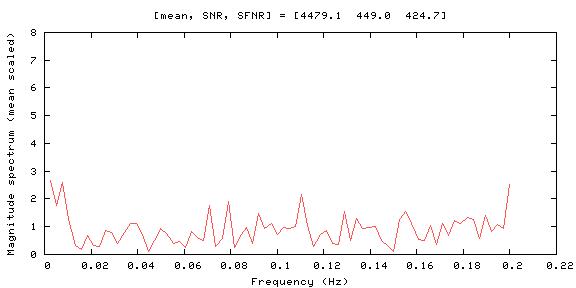 [mean, SNR, SFNR] = [4479.1 449.0 424.7]
Magnitude spectrum (mean scaled)
8
7
6
5
4
3
2
1
0
0 0.02 0.04 0.06 0.08 0.1 0.12 0.14 0.16 0.18 0.2 0.22
Frequency (Hz)